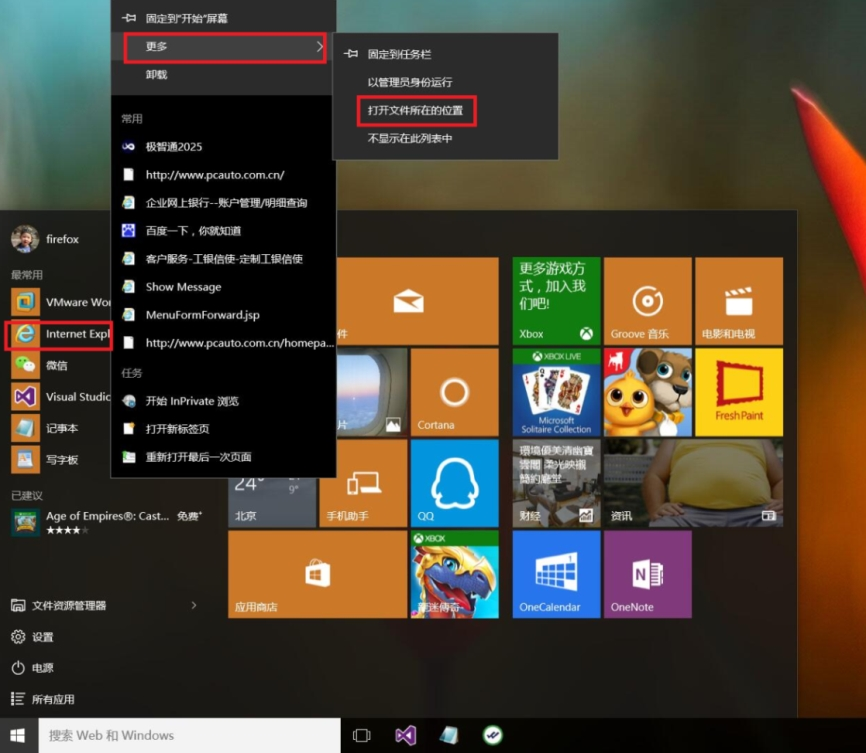 固定到"开始"屏幕
更多
卸载
固定到任务栏
以管理员身份运行
打开文件所在的位置
不显示在此列表中
常用
极智通2025
http://www.pcauto.com.cn/
企业网上银行--账户管理/明细查询
百度一下，你就知道
客户服务-工银信使-定制工银信使
Show Message
MenuFormForward.jsp
http://www.pcauto.com.cn/homepa...
任务
开始 InPrivate 浏览
打开新标签页
重新打开最后一次页面
firefox
最常用
VMware Wor
Internet Expl
微信
Visual Studio
记事本
写字板
已建议
Age of Empires®: Cast... 免费*
文件资源管理器
设置
电源
所有应用
件
片
Cortana
24°
9°
北京
手机助手
QQ
应用商店
XBOX
更多游戏方
式，加入我
们吧!
Xbox
Groove 音乐
电影和电视
XBOX LIVE
Microsoft
Solitaire Collection
Fresh Paint
财经
资讯
OneCalendar
OneNote
搜索 Web 和 Windows